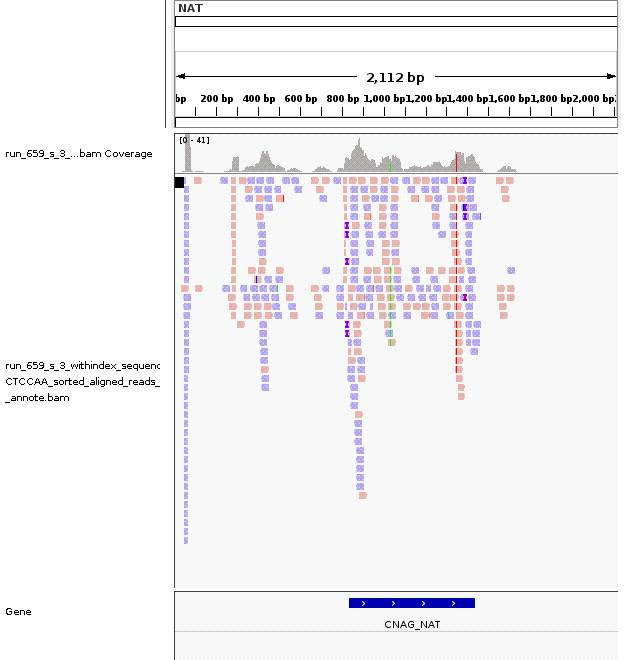 NAT
2,112 bp
bp 200 bp 400 bp 600 bp 800 bp 1,000 bp 1,200 bp 1,400 bp 1,600 bp 1,800 bp 2,000 bp
[0 - 41]
run_659_s_3_...bam Coverage
run_659_s_3_withindex_sequenc
CTCCAA_sorted_aligned_reads_
_annote.bam
Gene
CNAG_NAT